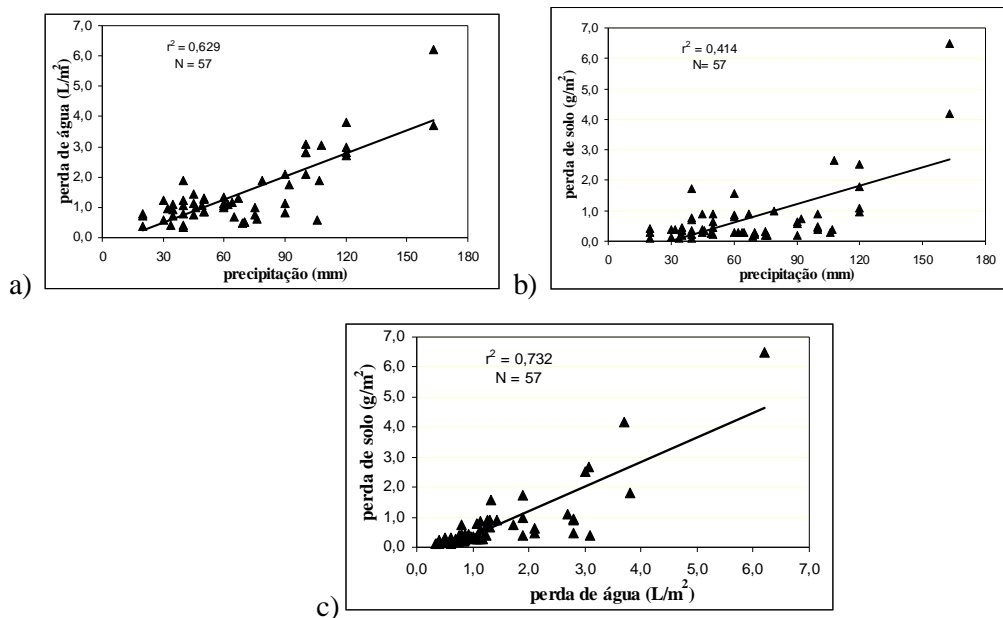 7,0
6,0
5,0
4,0
3,0
2,0
1,0
0,0
perda de água (L/m²)
r² = 0,629
N = 57
0 30 60 90 120 150 180
precipitação (mm)
a)
7,0
6,0
5,0
4,0
3,0
2,0
1,0
0,0
perda de solo (g/m²)
r² = 0,414
N= 57
0 30 60 90 120 150 180
precipitação (mm)
b)
7,0
6,0
5,0
4,0
3,0
2,0
1,0
0,0
perda de solo (g/m²)
r² = 0,732
N = 57
0,0 1,0 2,0 3,0 4,0 5,0 6,0 7,0
perda de água (L/m²)
c)